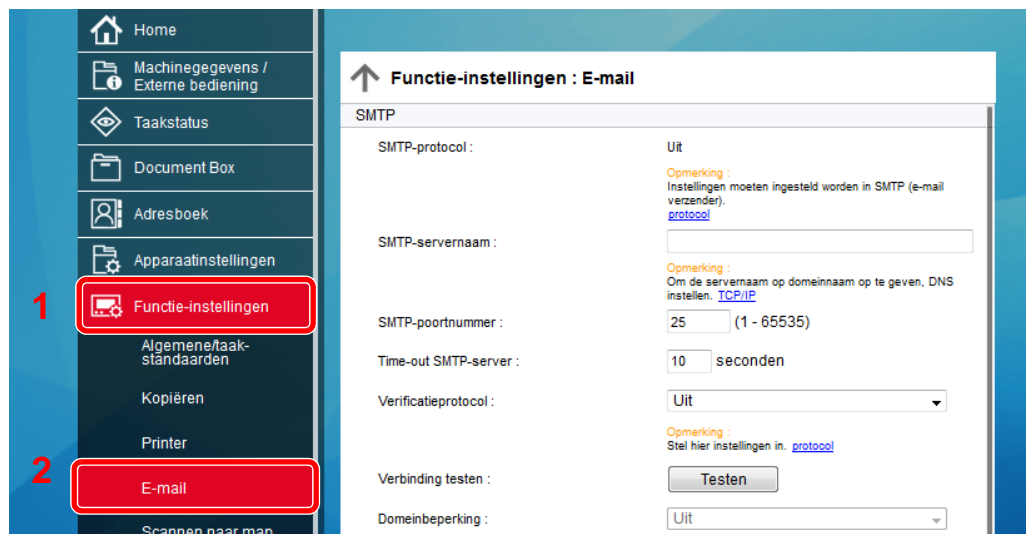 Home
Machinegegevens /
Externe bediening
Taakstatus
Document Box
Adresboek
Apparaatinstellingen
1
Functie-instellingen
Algemene/taak-
standaarden
Kopiëren
Printer
2
E-mail
Scannen naar map
Functie-instellingen : E-mail
SMTP
SMTP-protocol :
Uit
Opmerking :
Instellingen moeten ingesteld worden in SMTP (e-mail
verzender).
protocol
SMTP-servernaam :
Opmerking :
Om de servernaam op domeinnaam op te geven, DNS
instellen. TCP/IP
SMTP-poortnummer :
25 (1 - 65535)
Time-out SMTP-server :
10 seconden
Verificatieprotocol :
Uit
Opmerking :
Stel hier instellingen in. protocol
Verbinding testen :
Testen
Domeinbeperking :
Uit